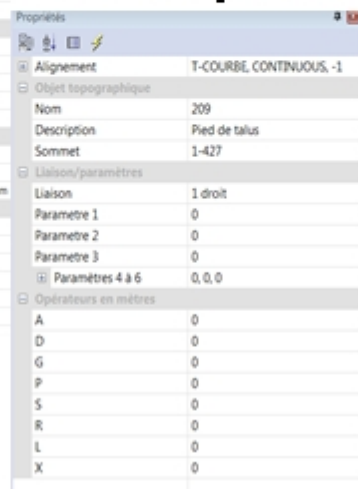 Propriétés
Alignement T-COURBE, CONTINUOUS, -1
Objet topographique
Nom 209
Description Pied de talus
Sommet 1-427
Liaison/paramètres
m
Liaison 1 droit
Parametre 1 0
Parametre 2 0
Parametre 3 0
Paramètres 4 à 6 0, 0, 0
Opérateurs en mètres
A 0
D 0
G 0
P 0
S 0
R 0
L 0
X 0